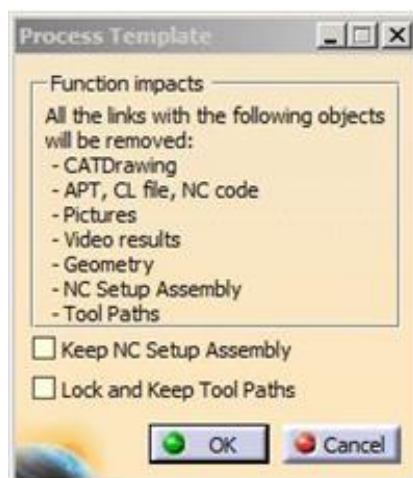 Process Template
Function impacts
All the links with the following objects
will be removed:
- CATDrawing
- APT, CL file, NC code
- Pictures
- Video results
- Geometry
- NC Setup Assembly
- Tool Paths
Keep NC Setup Assembly
Lock and Keep Tool Paths
OK Cancel